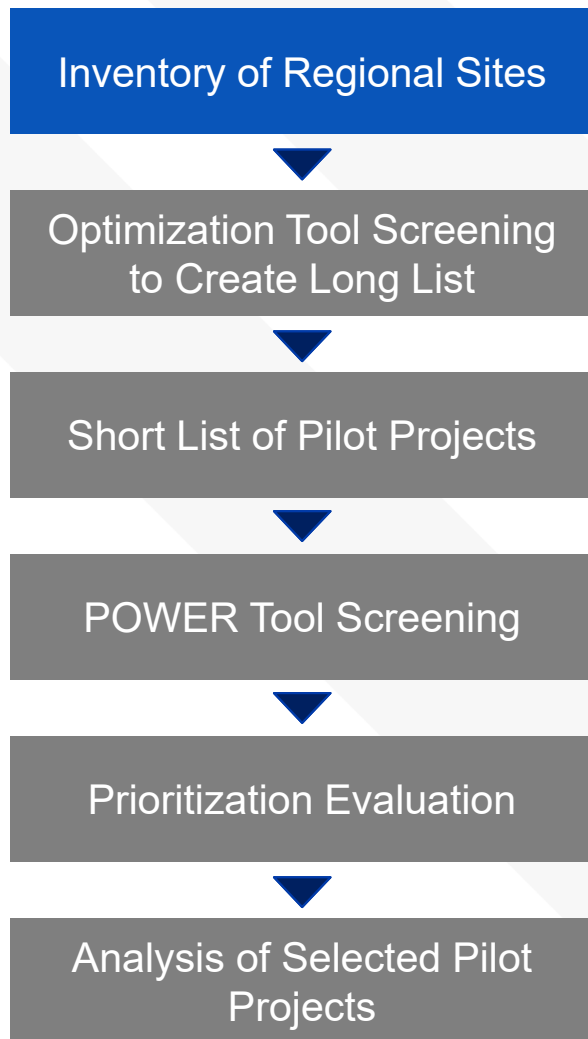 Inventory of Regional Sites
Optimization Tool Screening
to Create Long List
Short List of Pilot Projects
POWER Tool Screening
Prioritization Evaluation
Analysis of Selected Pilot
Projects